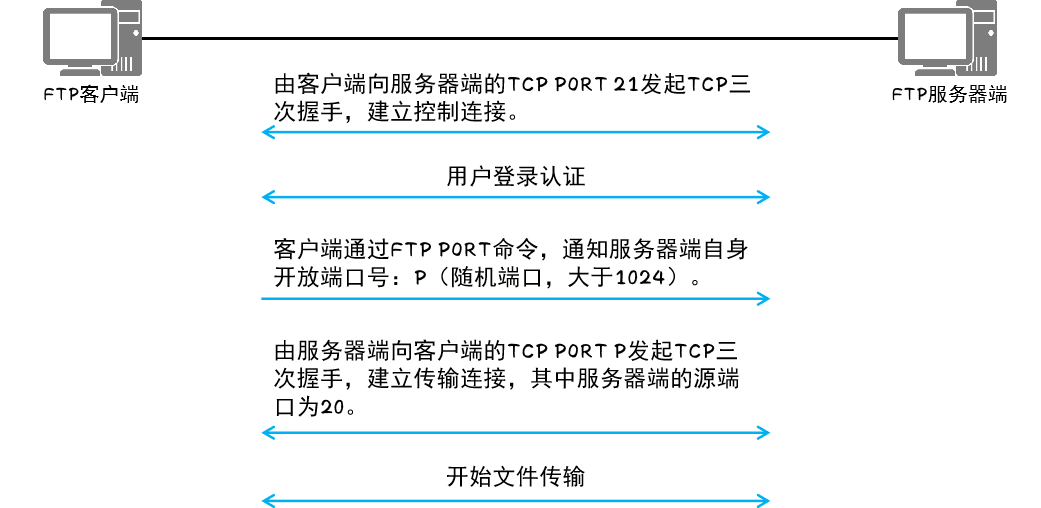 FTP客户端
FTP服务器端
由客户端向服务器端的TCP PORT 21发起TCP三
次握手，建立控制连接。
用户登录认证
客户端通过FTP PORT命令，通知服务器端自身
开放端口号：P（随机端口，大于1024）。
由服务器端向客户端的TCP PORT P发起TCP三
次握手，建立传输连接，其中服务器端的源端
口为20。
开始文件传输